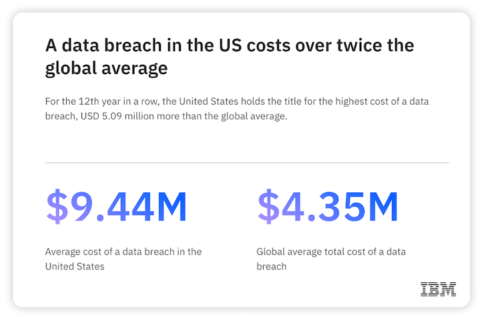 A data breach in the US costs over twice the
global average
For the 12th year in a row, the United States holds the title for the highest cost of a data
breach, USD 5.09 million more than the global average.
$9.44M
Average cost of a data breach in the
United States
$4.35M
Global average total cost of a data
breach
IBM